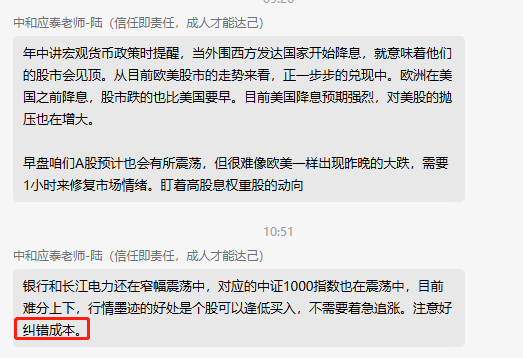 中和应泰老师-陆（信任即责任，成人才能达己）
年中讲宏观货币政策时提醒，当外围西方发达国家开始降息，就意味着他们
的股市会见顶。从目前欧美股市的走势来看，正一步步的兑现中。欧洲在美
国之前降息，股市跌的也比美国要早。目前美国降息预期强烈，对美股的抛
压也在增大。
早盘咱们A股预计也会有所震荡，但很难像欧美一样出现昨晚的大跌，需要
1小时来修复市场情绪。盯着高股息权重股的动向
10:51
中和应泰老师-陆（信任即责任，成人才能达己）
银行和长江电力还在窄幅震荡中，对应的中证1000指数也在震荡中，目前
难分上下，行情墨迹的好处是个股可以逢低买入，不需要着急追涨。注意好
纠错成本。